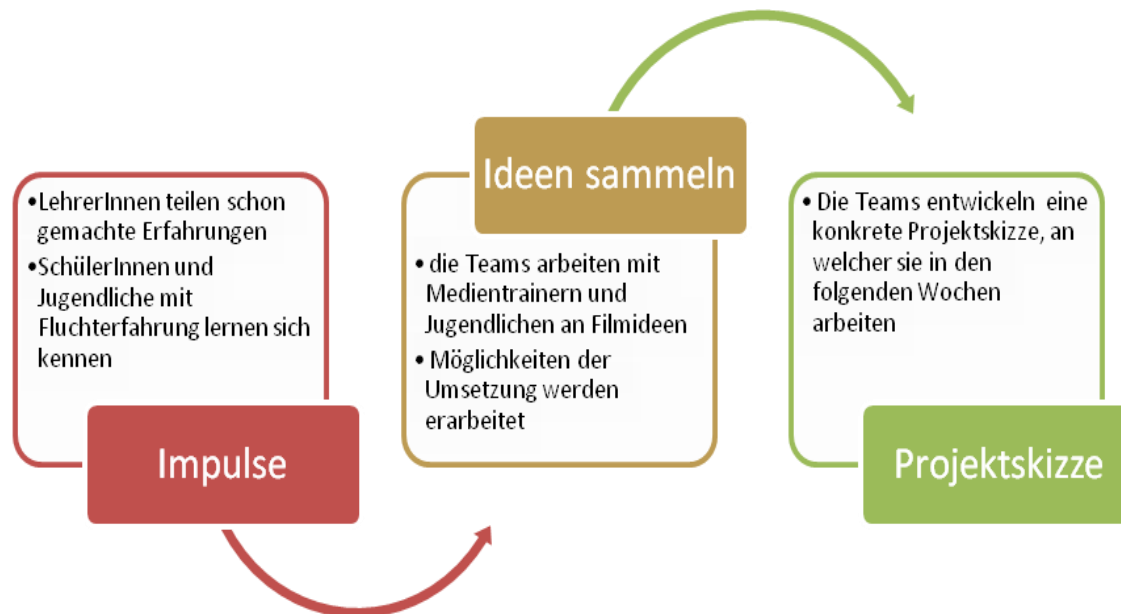 •LehrerInnen teilen schon
gemachte Erfahrungen
•SchülerInnen und
Jugendliche mit
Fluchterfahrung lernen sich
kennen
Impulse
Ideen sammeln
• die Teams arbeiten mit
Medientrainern und
Jugendlichen an Filmideen
• Möglichkeiten der
Umsetzung werden
erarbeitet
• Die Teams entwickeln eine
konkrete Projektskizze, an
welcher sie in den
folgenden Wochen
arbeiten
Projektskizze